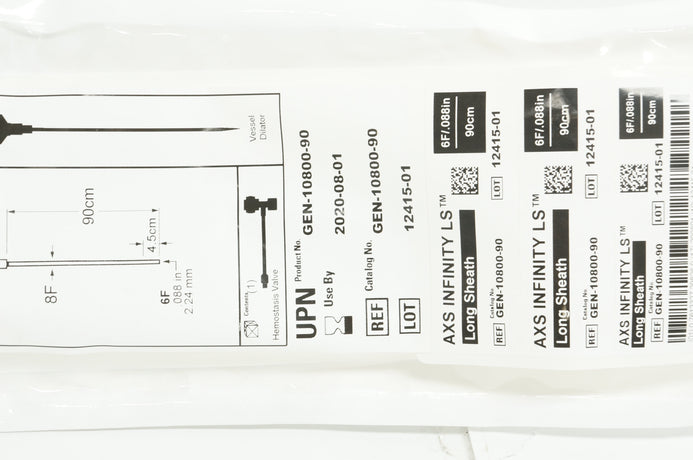 Vessel
Dilator
90cm
4.5cm
8F
6F
.088 in
2.24 mm
Contents (1)
Hemostasis Valve
UPN Product No. GEN-10800-90
Use By 2020-08-01
REF Catalog No. GEN-10800-90
LOT 12415-01
6F/.088in
90cm
LOT 12415-01
AXS INFINITY LS™
Long Sheath
Catalog No.
REF GEN-10800-90
6F/.088in
90cm
LOT 12415-01
AXS INFINITY LS™
Long Sheath
Catalog No.
REF GEN-10800-90
6F/.088in
90cm
LOT 12415-01
AXS INFINITY LS™
Long Sheath
Catalog No.
REF GEN-10800-90